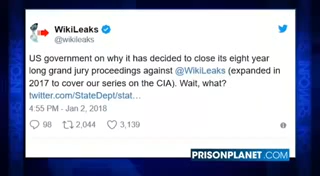 WikiLeaks
@wikileaks
US government on why it has decided to close its eight year
long grand jury proceedings against @WikiLeaks (expanded in
2017 to cover our series on the CIA). Wait, what?
twitter.com/StateDept/stat…
4:55 PM - Jan 2, 2018
98 2,044 3,139
PRISONPLANET.COM